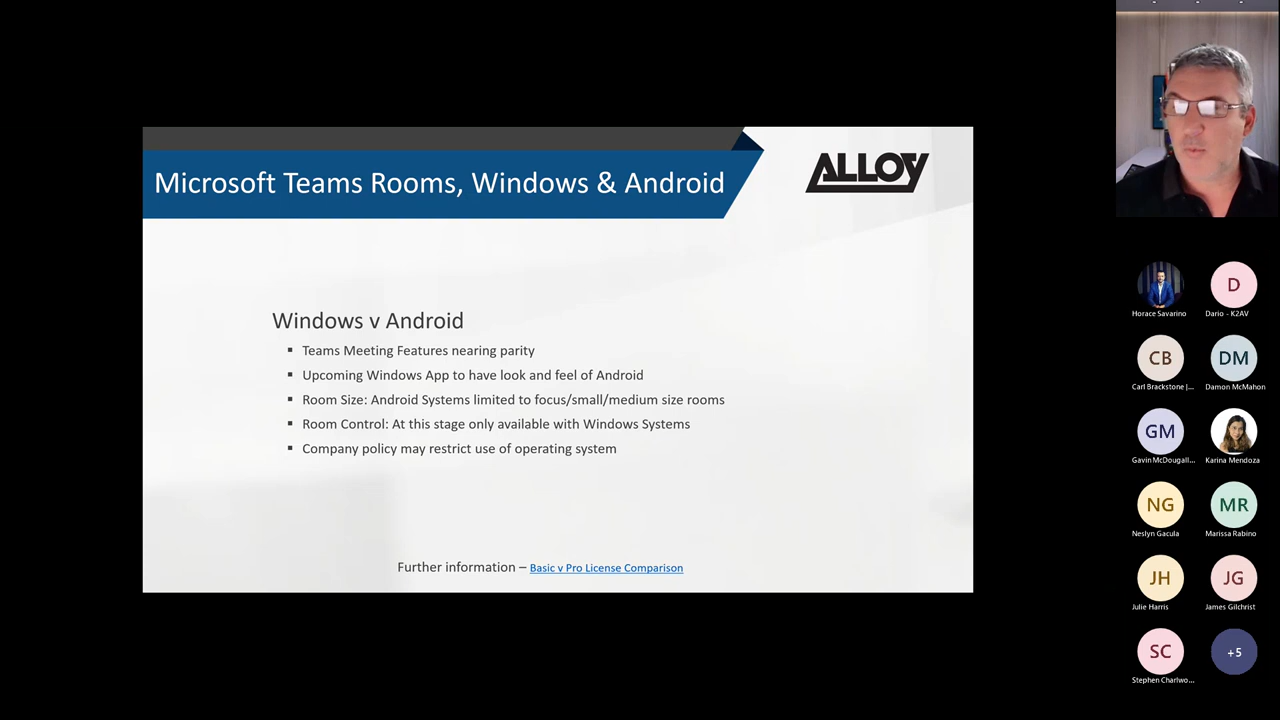 Microsoft Teams Rooms, Windows & Android
ALLOY
Windows v Android
▪ Teams Meeting Features nearing parity
▪ Upcoming Windows App to have look and feel of Android
▪ Room Size: Android Systems limited to focus/small/medium size rooms
▪ Room Control: At this stage only available with Windows Systems
▪ Company policy may restrict use of operating system
Further information – Basic v Pro License Comparison
D
Horace Savarino
Dario - K2AV
CB
DM
Carl Brackstone |...
Damon McMahon
GM
Gavin McDougall...
Karina Mendoza
NG
MR
Neslyn Gacula
Marissa Rabino
JH
JG
Julie Harris
James Gilchrist
SC
+5
Stephen Charlwo...